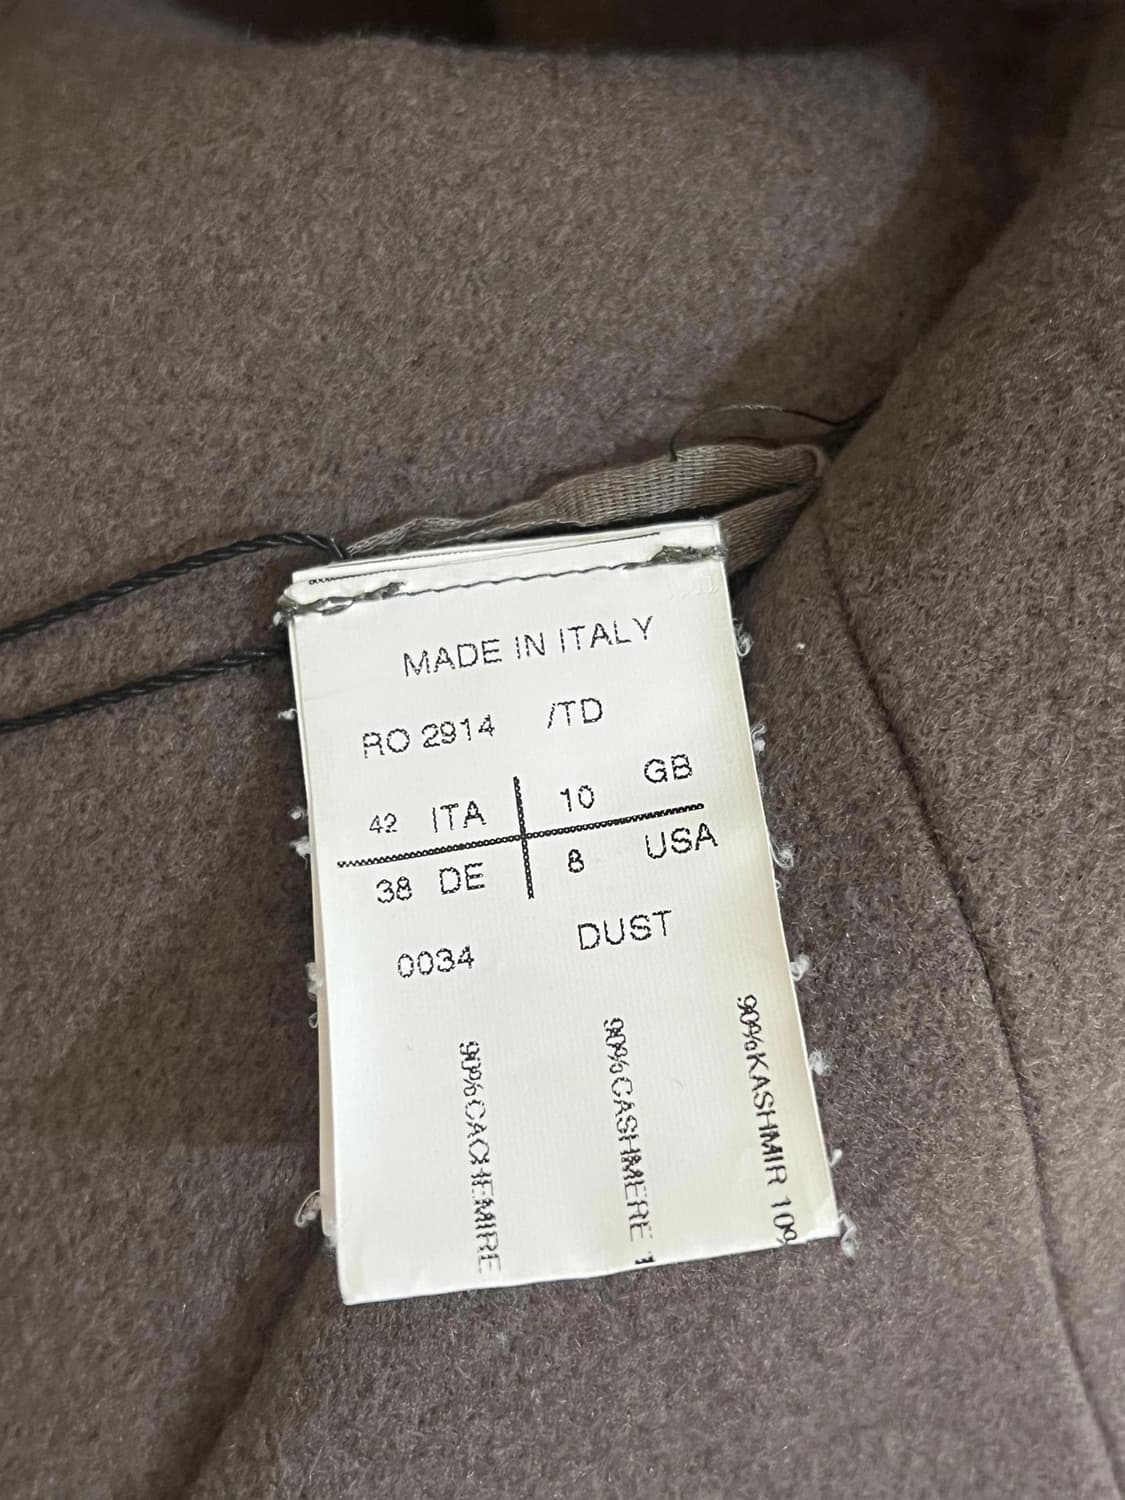 MADE IN ITALY
RO 2914 /TD
42 ITA 10 GB
38 DE 8 USA
0034 DUST
90%CACHEMIRE
90%CASHMERE
90%KASHMIR 10%